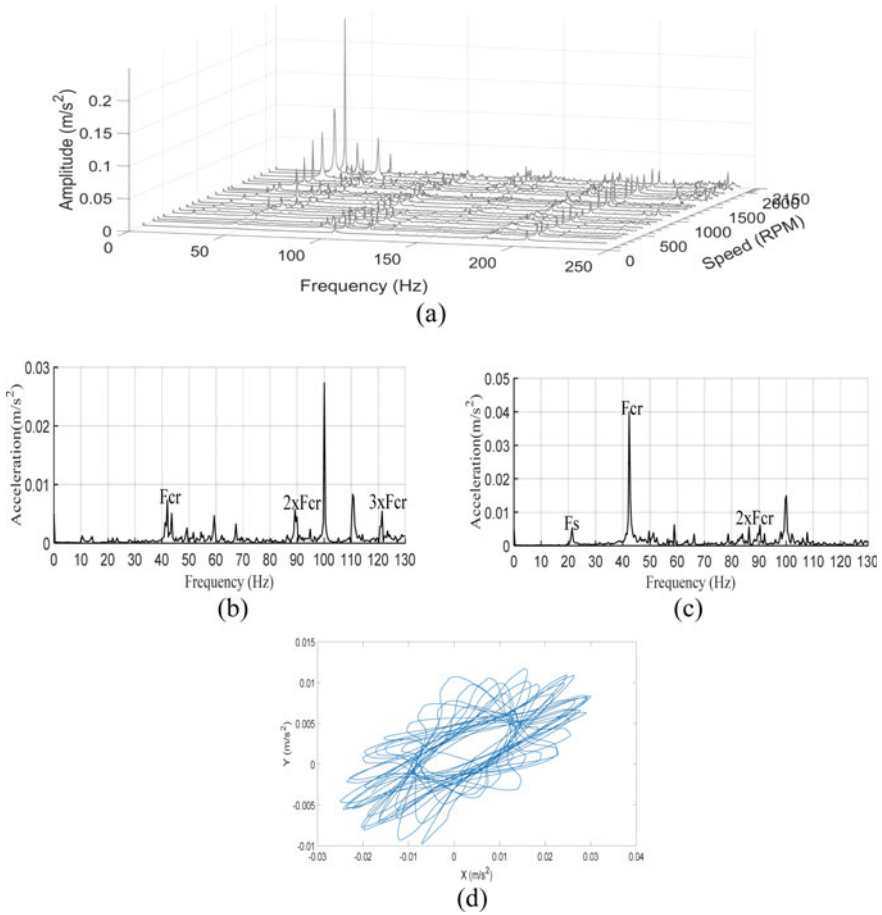 Amplitude (m/s²)
0.2
0.15
0.1
0.05
0
0 50 100 150 200 250
Frequency (Hz)
0 500 1000 1500 2000 2150
Speed (RPM)
(a)
Acceleration(m/s²)
0.03
0.02
0.01
0
Fcr
2xFcr
3xFcr
0 10 20 30 40 50 60 70 80 90 100 110 120 130
Frequency (Hz)
(b)
Acceleration(m/s²)
0.05
0.04
0.03
0.02
0.01
0
Fs
Fcr
2xFcr
0 10 20 30 40 50 60 70 80 90 100 110 120 130
Frequency (Hz)
(c)
Y (m/s²)
0.015
0.01
0.005
0
-0.005
-0.01
-0.03 -0.02 -0.01 0 0.01 0.02 0.03 0.04
X (m/s²)
(d)